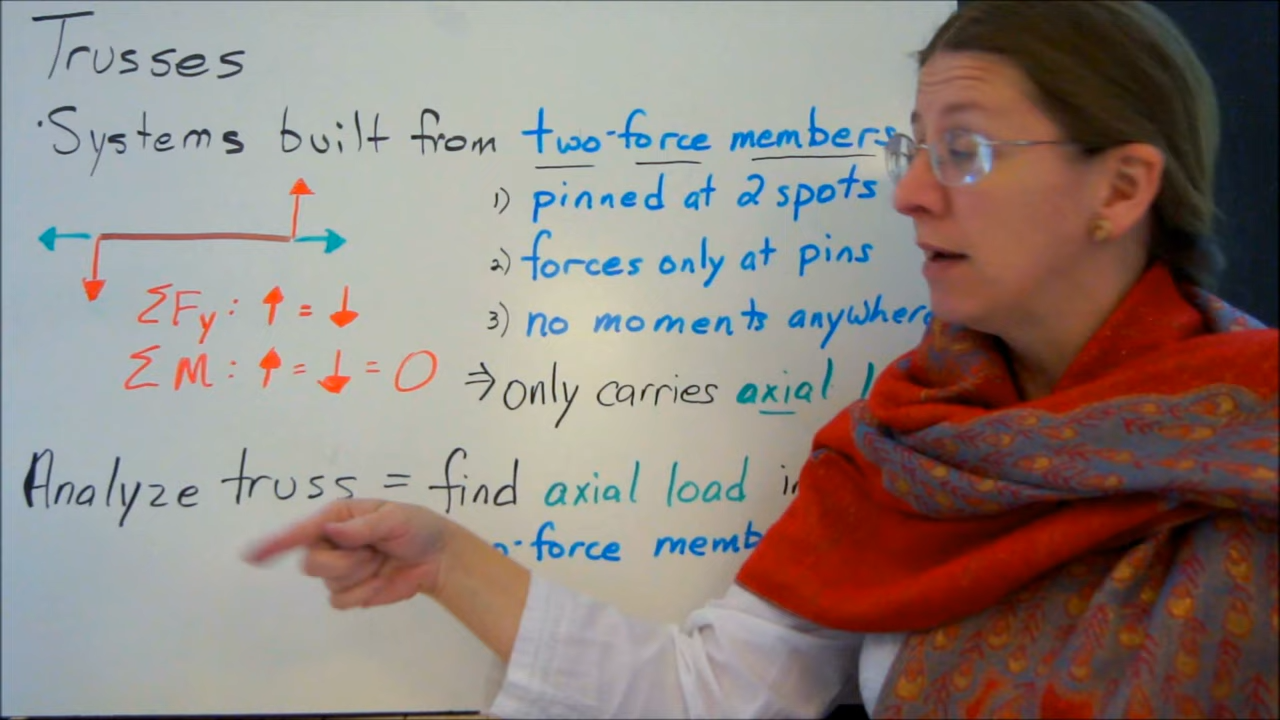 Trusses
·Systems built from two-force members
1) pinned at 2 spots
2) forces only at pins
3) no moments anywhere
ΣFy: ↑ = ↓
ΣM: ↑ = ↓ = 0
⇒ only carries axial
Analyze truss = find axial load
-force memb